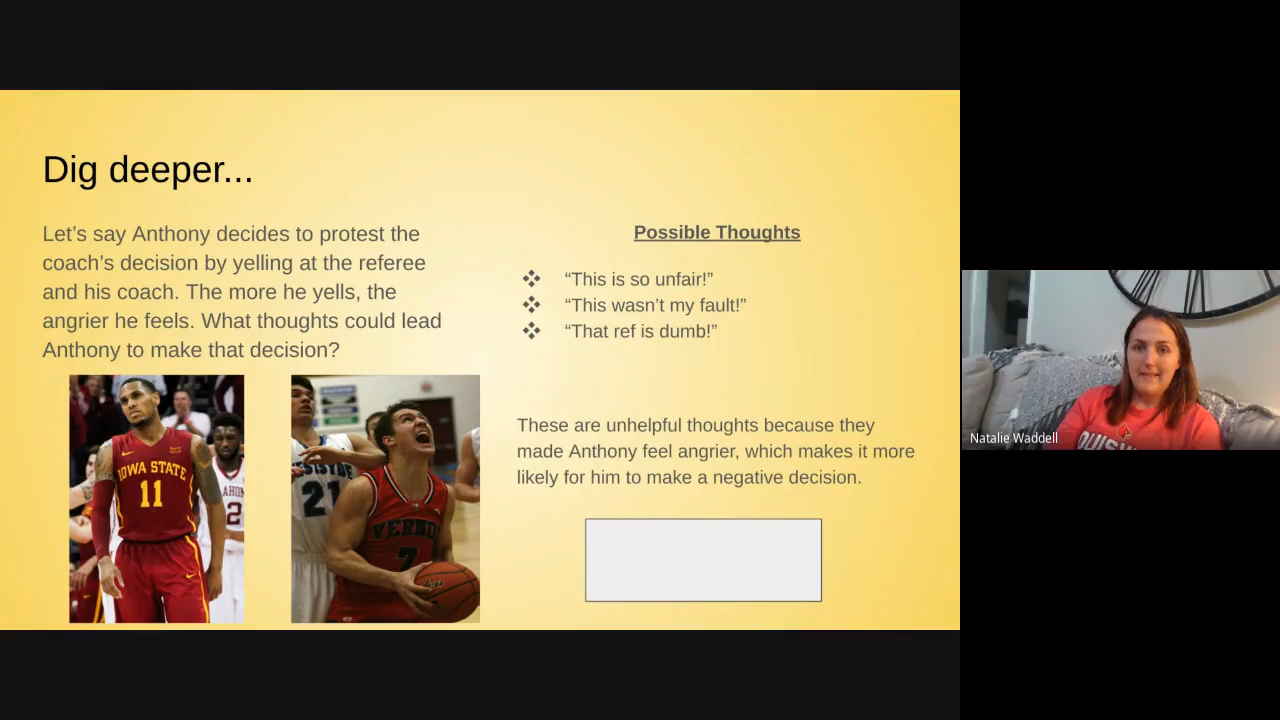 Dig deeper...
Let’s say Anthony decides to protest the
coach’s decision by yelling at the referee
and his coach. The more he yells, the
angrier he feels. What thoughts could lead
Anthony to make that decision?
Possible Thoughts
“This is so unfair!”
“This wasn’t my fault!”
“That ref is dumb!”
These are unhelpful thoughts because they
made Anthony feel angrier, which makes it more
likely for him to make a negative decision.
IOWA STATE
11
21
VERNO
7
Natalie Waddell